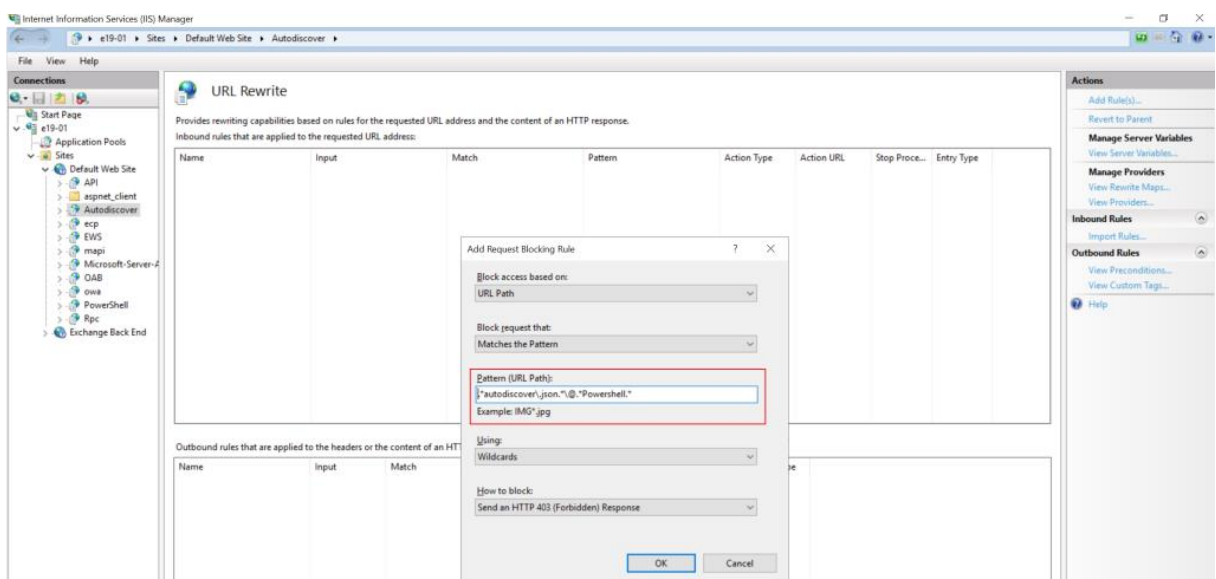 Internet Information Services (IIS) Manager
e19-01 Sites Default Web Site Autodiscover
File View Help
Connections
Start Page
e19-01
Application Pools
Sites
Default Web Site
API
aspnet_client
Autodiscover
ecp
EWS
mapi
Microsoft-Server-A
OAB
owa
PowerShell
Rpc
Exchange Back End
URL Rewrite
Provides rewriting capabilities based on rules for the requested URL address and the content of an HTTP response.
Inbound rules that are applied to the requested URL address:
Name Input Match Pattern Action Type Action URL Stop Proce... Entry Type
Add Request Blocking Rule ?
Block access based on:
URL Path
Block request that:
Matches the Pattern
Pattern (URL Path):
.*autodiscover\.json.*\@.*Powershell.*
Example: IMG*.jpg
Using:
Wildcards
How to block:
Send an HTTP 403 (Forbidden) Response
OK Cancel
Outbound rules that are applied to the headers or the content of an HT
Name Input Match pe
Actions
Add Rule(s)...
Revert to Parent
Manage Server Variables
View Server Variables...
Manage Providers
View Rewrite Maps...
View Providers...
Inbound Rules
Import Rules...
Outbound Rules
View Preconditions...
View Custom Tags...
Help